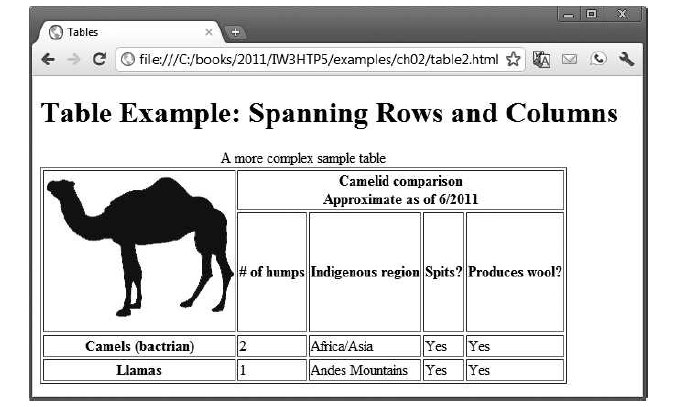 Tables
file:///C:/books/2011/IW3HTP5/examples/ch02/table2.html
Table Example: Spanning Rows and Columns
A more complex sample table
Camelid comparison
Approximate as of 6/2011
# of humps Indigenous region Spits? Produces wool?
Camels (bactrian) 2 Africa/Asia Yes Yes
Llamas 1 Andes Mountains Yes Yes